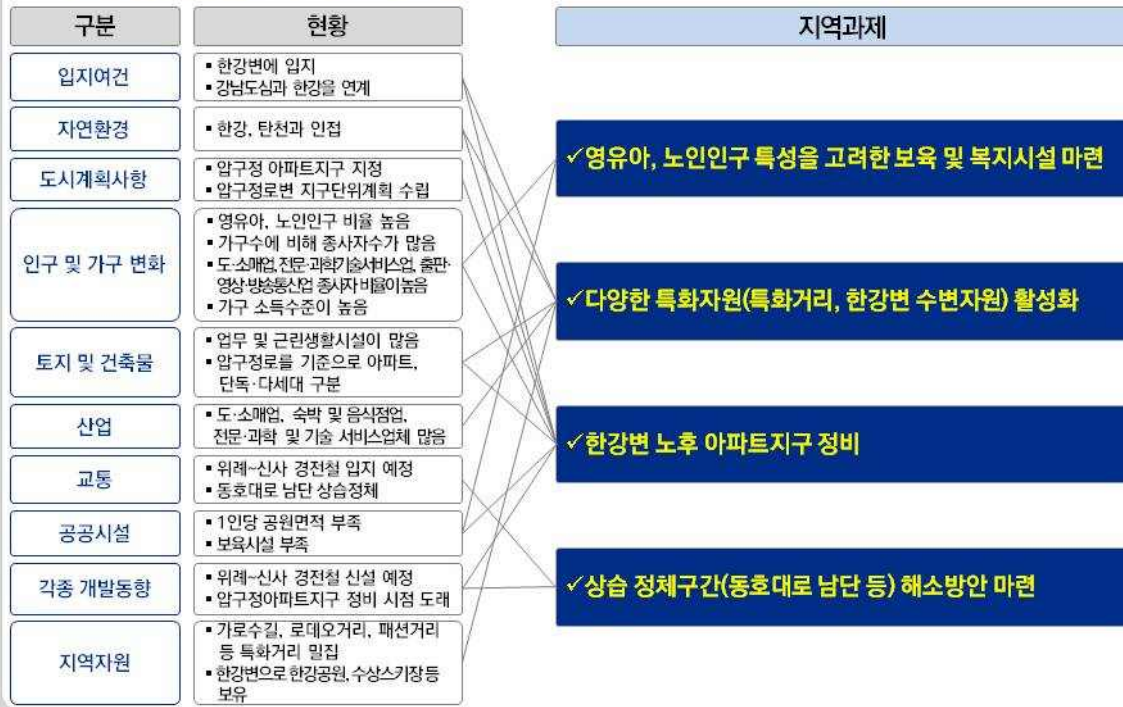 구분
현황
지역과제
입지여건
▪ 한강변에 입지
▪ 강남도심과 한강을 연계
자연환경
▪ 한강, 탄천과 인접
도시계획사항
▪ 압구정 아파트지구 지정
▪ 압구정로변 지구단위계획 수립
인구 및 가구 변화
▪ 영유아, 노인인구 비율 높음
▪ 가구수에 비해 종사자수가 많음
▪ 도·소매업, 전문·과학기술서비스업, 출판·
영상·방송통신업 종사자 비율이 높음
▪ 가구 소득수준이 높음
토지 및 건축물
▪ 업무 및 근린생활시설이 많음
▪ 압구정로를 기준으로 아파트,
단독·다세대 구분
산업
▪ 도·소매업, 숙박 및 음식점업,
전문·과학 및 기술 서비스업체 많음
교통
▪ 위례~신사 경전철 입지 예정
▪ 동호대로 남단 상습정체
공공시설
▪ 1인당 공원면적 부족
▪ 보육시설 부족
각종 개발동향
▪ 위례~신사 경전철 신설 예정
▪ 압구정아파트지구 정비 시점 도래
지역자원
▪ 가로수길, 로데오거리, 패션거리
등 특화거리 밀집
▪ 한강변으로 한강공원, 수상스키장 등
보유
✓영유아, 노인인구 특성을 고려한 보육 및 복지시설 마련
✓다양한 특화자원(특화거리, 한강변 수변자원) 활성화
✓한강변 노후 아파트지구 정비
✓상습 정체구간(동호대로 남단 등) 해소방안 마련